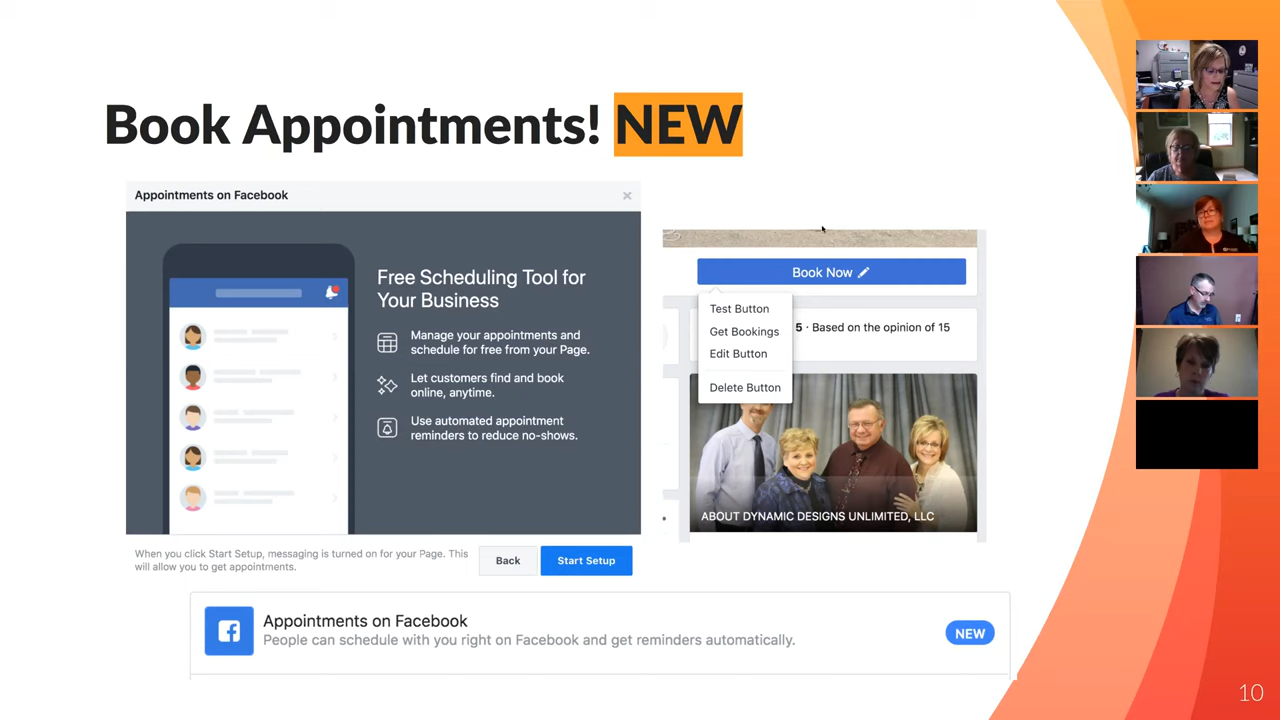 Book Appointments! NEW
Appointments on Facebook
Free Scheduling Tool for
Your Business
Manage your appointments and
schedule for free from your Page.
Let customers find and book
online, anytime.
Use automated appointment
reminders to reduce no-shows.
When you click Start Setup, messaging is turned on for your Page. This
will allow you to get appointments.
Back
Start Setup
Book Now
Test Button
Get Bookings
Edit Button
Delete Button
5 · Based on the opinion of 15
ABOUT DYNAMIC DESIGNS UNLIMITED, LLC
Appointments on Facebook
People can schedule with you right on Facebook and get reminders automatically.
NEW
10